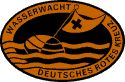 WASSERWACHT
DEUTSCHES ROTES KREUZ